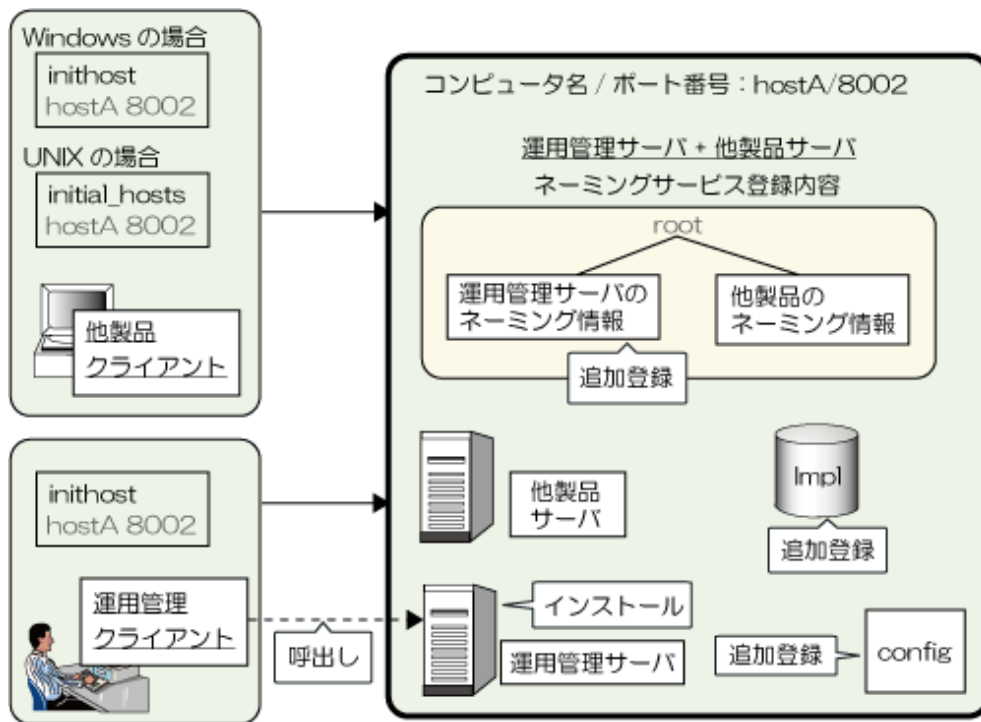 Windows の場合
inithost
hostA 8002
UNIX の場合
initial_hosts
hostA 8002
他製品
クライアント
inithost
hostA 8002
運用管理
クライアント
呼出し
コンピュータ名 / ポート番号：hostA/8002
運用管理サーバ + 他製品サーバ
ネーミングサービス登録内容
root
運用管理サーバの
ネーミング情報
他製品の
ネーミング情報
追加登録
他製品
サーバ
Impl
追加登録
インストール
運用管理サーバ
追加登録
config